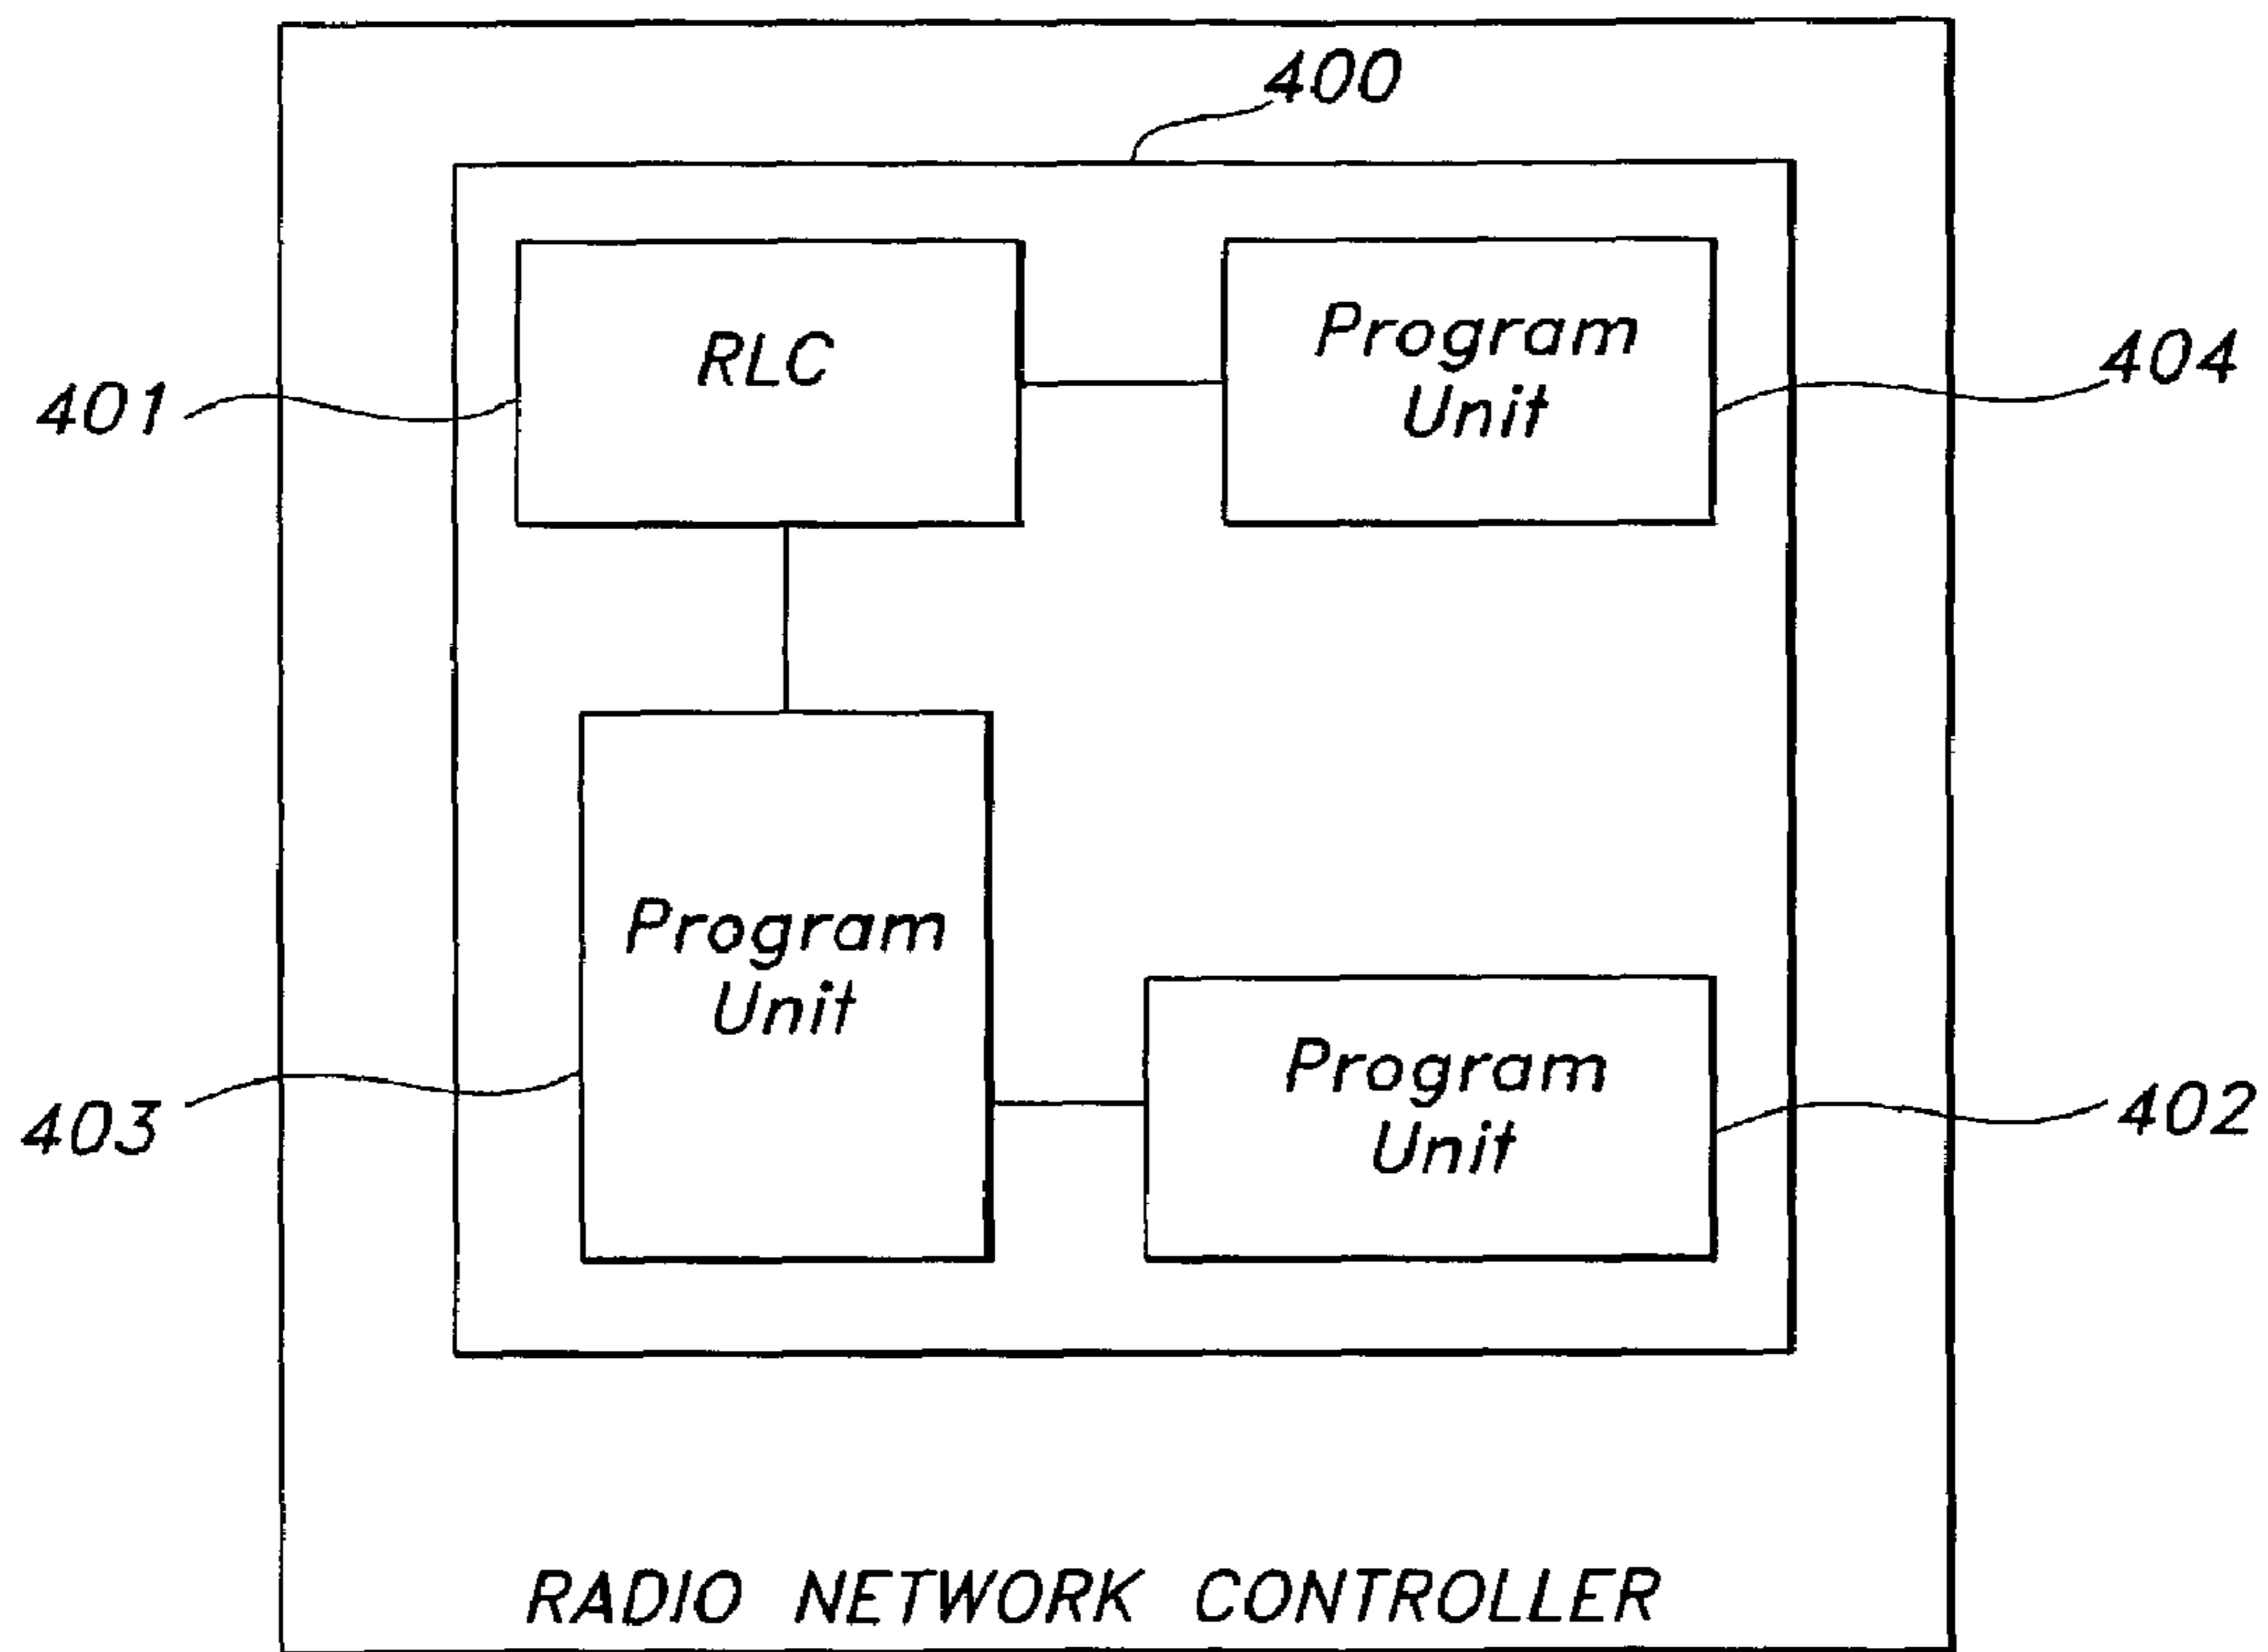 400
RLC
Program
Unit
401
404
Program
Unit
Program
Unit
403
402
RADIO NETWORK CONTROLLER